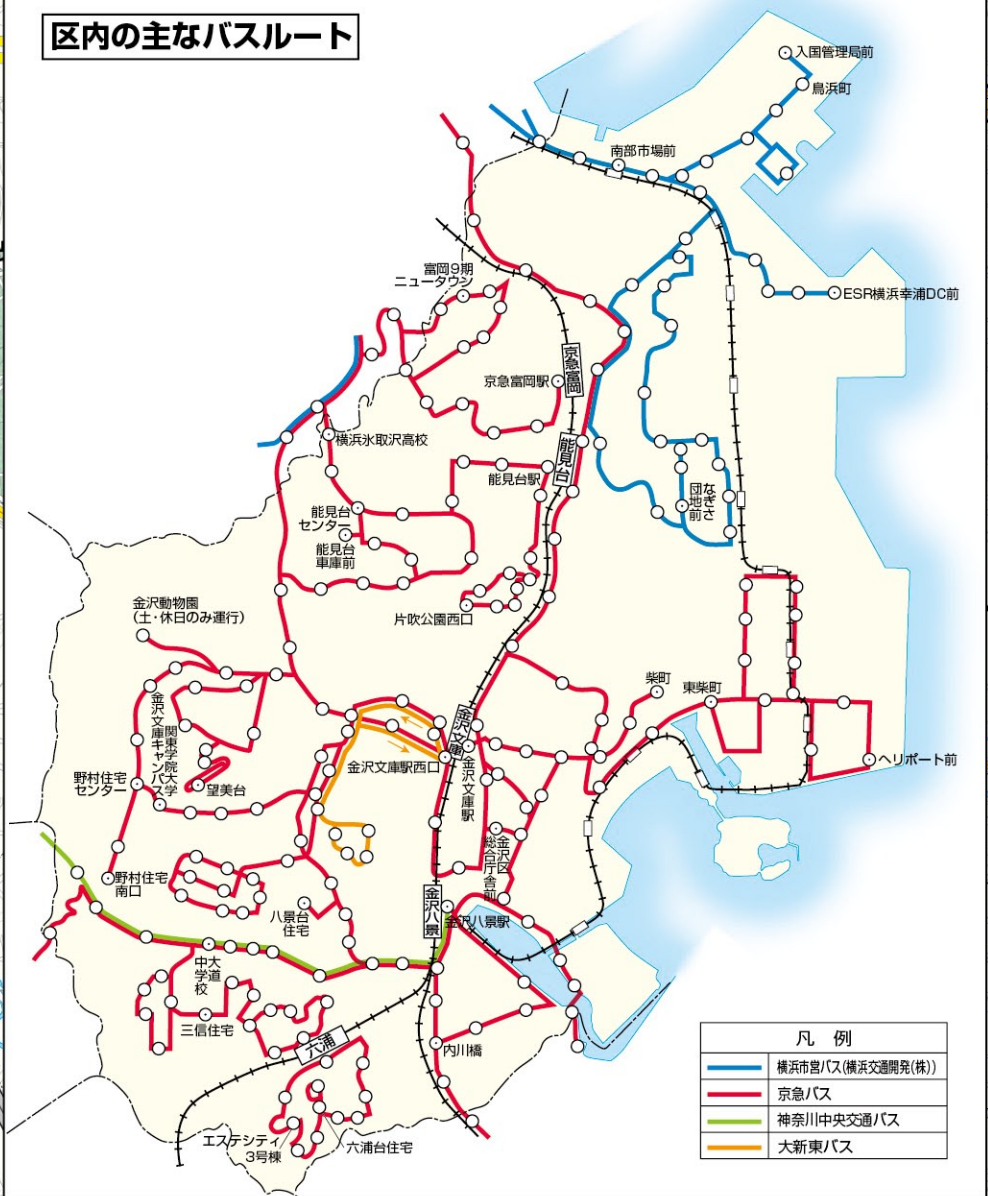 区内の主なバスルート
入国管理局前
鳥浜町
南部市場前
ESR横浜幸浦DC前
富岡9期
ニュータウン
京急富岡
京急富岡駅
横浜氷取沢高校
能見台
能見台駅
能見台
センター
能見台
車庫前
なぎさ
団地前
片吹公園西口
金沢動物園
(土・休日のみ運行)
関東学院大学
金沢文庫キャンパス
野村住宅
センター
望美台
金沢文庫
金沢文庫駅西口
金沢文庫駅
柴町
東柴町
ヘリポート前
金沢区
総合庁舎前
野村住宅
南口
八景台
住宅
金沢八景
金沢八景駅
大道
中学校
三信住宅
六浦
内川橋
エステシティ
3号棟
六浦台住宅
凡 例
横浜市営バス(横浜交通開発(株))
京急バス
神奈川中央交通バス
大新東バス